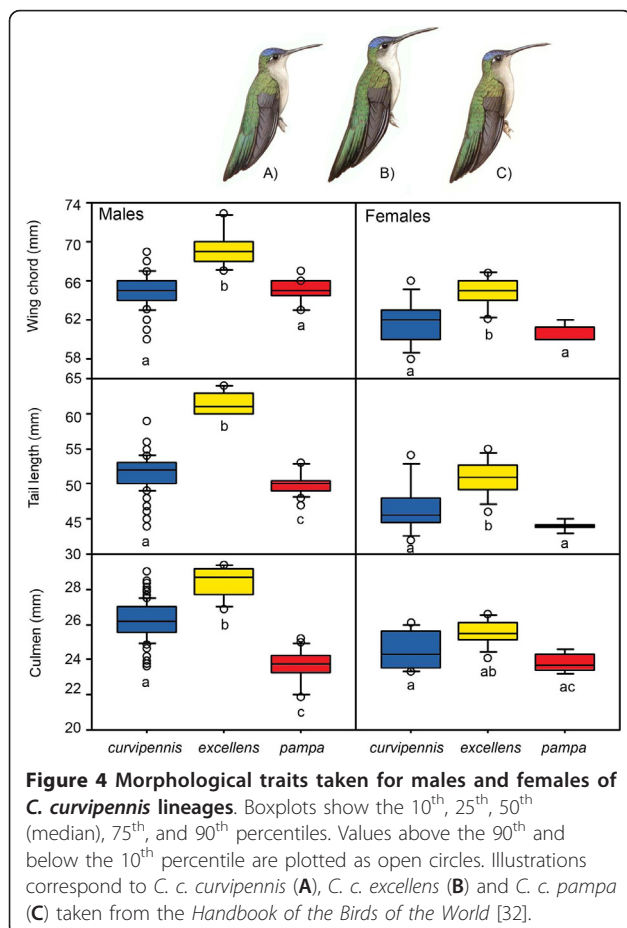 A)
B)
C)
Males
Females
Wing chord (mm)
74
70
66
62
58
a
b
a
a
b
a
Tail length (mm)
65
60
55
50
45
a
b
c
a
b
a
Culmen (mm)
30
28
26
24
22
20
a
b
c
a
ab
ac
curvipennis
excellens
pampa
curvipennis
excellens
pampa
Figure 4 Morphological traits taken for males and females of
C. curvipennis lineages. Boxplots show the 10th, 25th, 50th
(median), 75th, and 90th percentiles. Values above the 90th and
below the 10th percentile are plotted as open circles. Illustrations
correspond to C. c. curvipennis (A), C. c. excellens (B) and C. c. pampa
(C) taken from the Handbook of the Birds of the World [32].